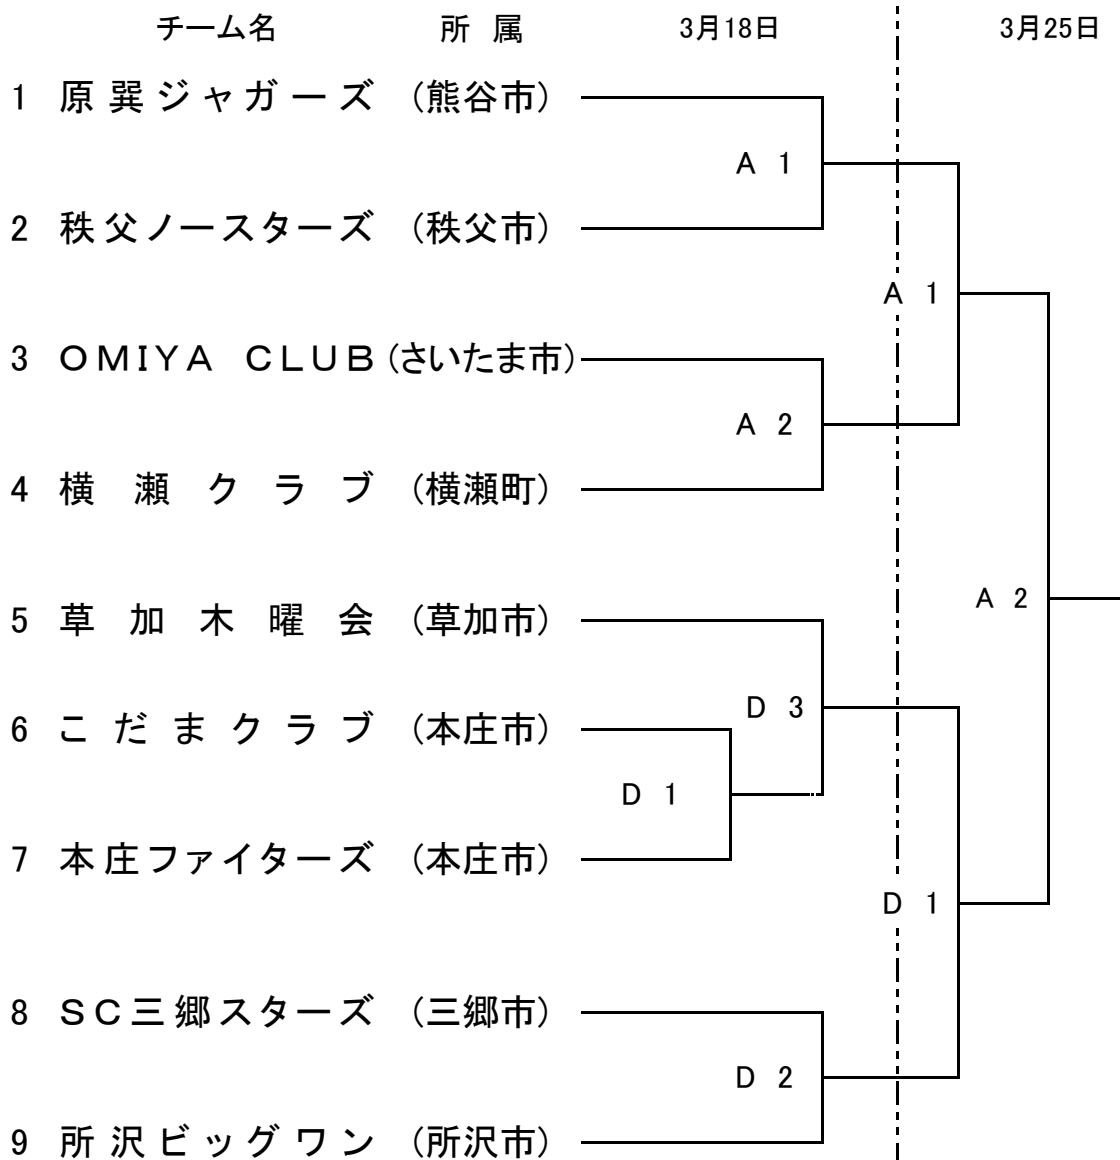 チーム名 所 属 3月18日 3月25日
1 原巽ジャガーズ (熊谷市)
A 1
2 秩父ノースターズ (秩父市)
A 1
3 OMIYA CLUB (さいたま市)
A 2
4 横瀬クラブ (横瀬町)
A 2
5 草加木曜会 (草加市)
D 3
6 こだまクラブ (本庄市)
D 1
7 本庄ファイターズ (本庄市)
D 1
8 SC三郷スターズ (三郷市)
D 2
9 所沢ビッグワン (所沢市)